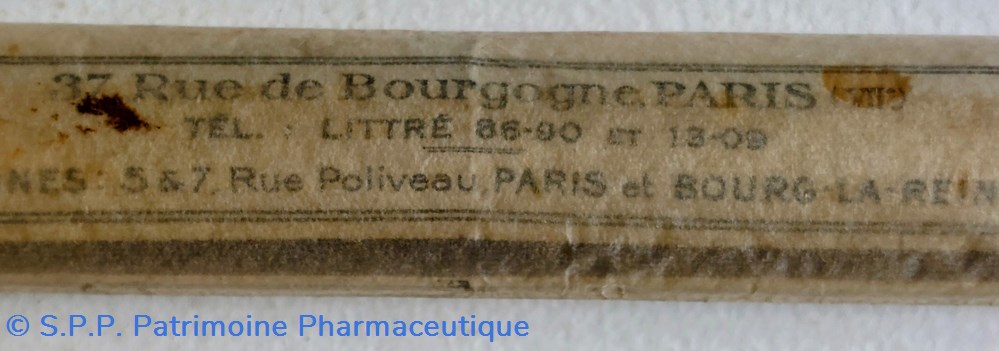 37, Rue de Bourgogne, PARIS (VIIe)
TÉL. : LITTRÉ 86-90 ET 13-09
5 & 7, Rue Poliveau, PARIS et BOURG-LA-REIN
© S.P.P. Patrimoine Pharmaceutique